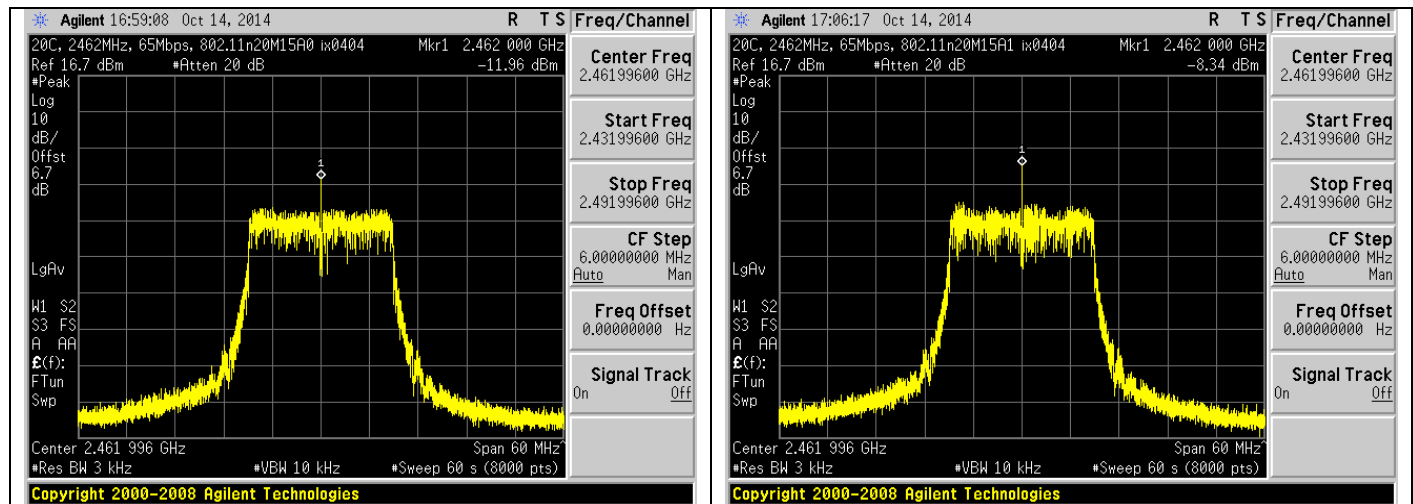 Agilent 16:59:08 Oct 14, 2014 R T S Freq/Channel
20C, 2462MHz, 65Mbps, 802.11n20M15A0 ix0404 Mkr1 2.462 000 GHz
Ref 16.7 dBm #Atten 20 dB -11.96 dBm
#Peak
Log
10
dB/
Offst
6.7
dB
1
LgAv
W1 S2
S3 FS
A AA
£(f):
FTun
Swp
Center 2.461 996 GHz Span 60 MHz^
#Res BW 3 kHz #VBW 10 kHz #Sweep 60 s (8000 pts)
Copyright 2000-2008 Agilent Technologies
Center Freq
2.46199600 GHz
Start Freq
2.43199600 GHz
Stop Freq
2.49199600 GHz
CF Step
6.00000000 MHz
Auto Man
Freq Offset
0.00000000 Hz
Signal Track
On Off
Agilent 17:06:17 Oct 14, 2014 R T S Freq/Channel
20C, 2462MHz, 65Mbps, 802.11n20M15A1 ix0404 Mkr1 2.462 000 GHz
Ref 16.7 dBm #Atten 20 dB -8.34 dBm
#Peak
Log
10
dB/
Offst
6.7
dB
1
LgAv
W1 S2
S3 FS
A AA
£(f):
FTun
Swp
Center 2.461 996 GHz Span 60 MHz^
#Res BW 3 kHz #VBW 10 kHz #Sweep 60 s (8000 pts)
Copyright 2000-2008 Agilent Technologies
Center Freq
2.46199600 GHz
Start Freq
2.43199600 GHz
Stop Freq
2.49199600 GHz
CF Step
6.00000000 MHz
Auto Man
Freq Offset
0.00000000 Hz
Signal Track
On Off